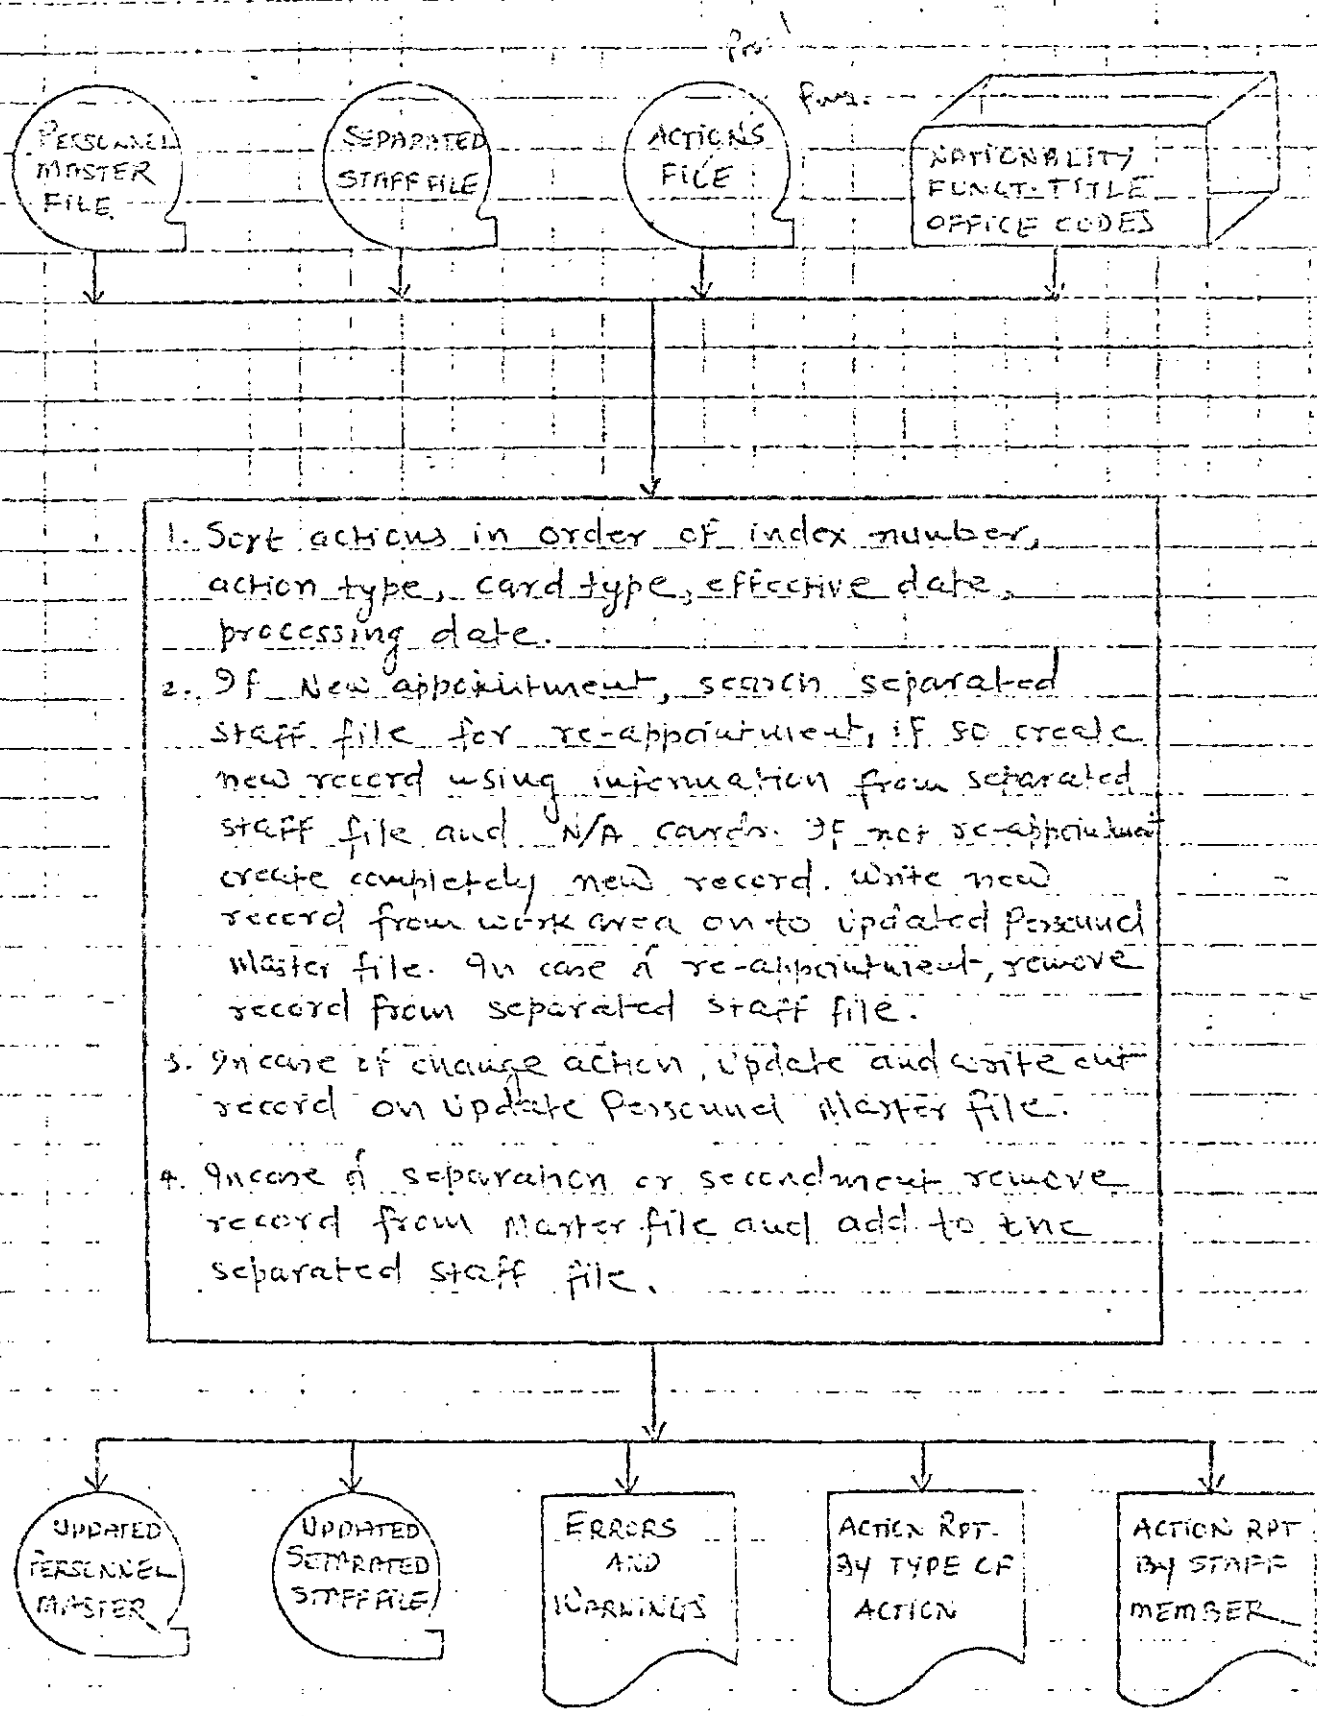 PERSONNEL
MASTER
FILE
SEPARATED
STAFF FILE
ACTIONS
FILE
NATIONALITY
FUNCT. TITLE
OFFICE CODES
1. Sort actions in order of index number,
action type, card type, effective date,
processing date.
2. If New appointment, search separated
staff file for re-appointment, if so create
new record using information from separated
staff file and N/A cards. If not re-appointment
create completely new record. Write new
record from work area on to updated Personnel
Master file. In case of re-appointment, remove
record from separated staff file.
3. In case of change action, update and write out
record on update Personnel Master file.
4. In case of separation or secondment remove
record from Master file and add to the
separated staff file.
UPDATED
PERSONNEL
MASTER
UPDATED
SEPARATED
STAFF FILE
ERRORS
AND
WARNINGS
ACTION RPT.
BY TYPE OF
ACTION
ACTION RPT
BY STAFF
MEMBER